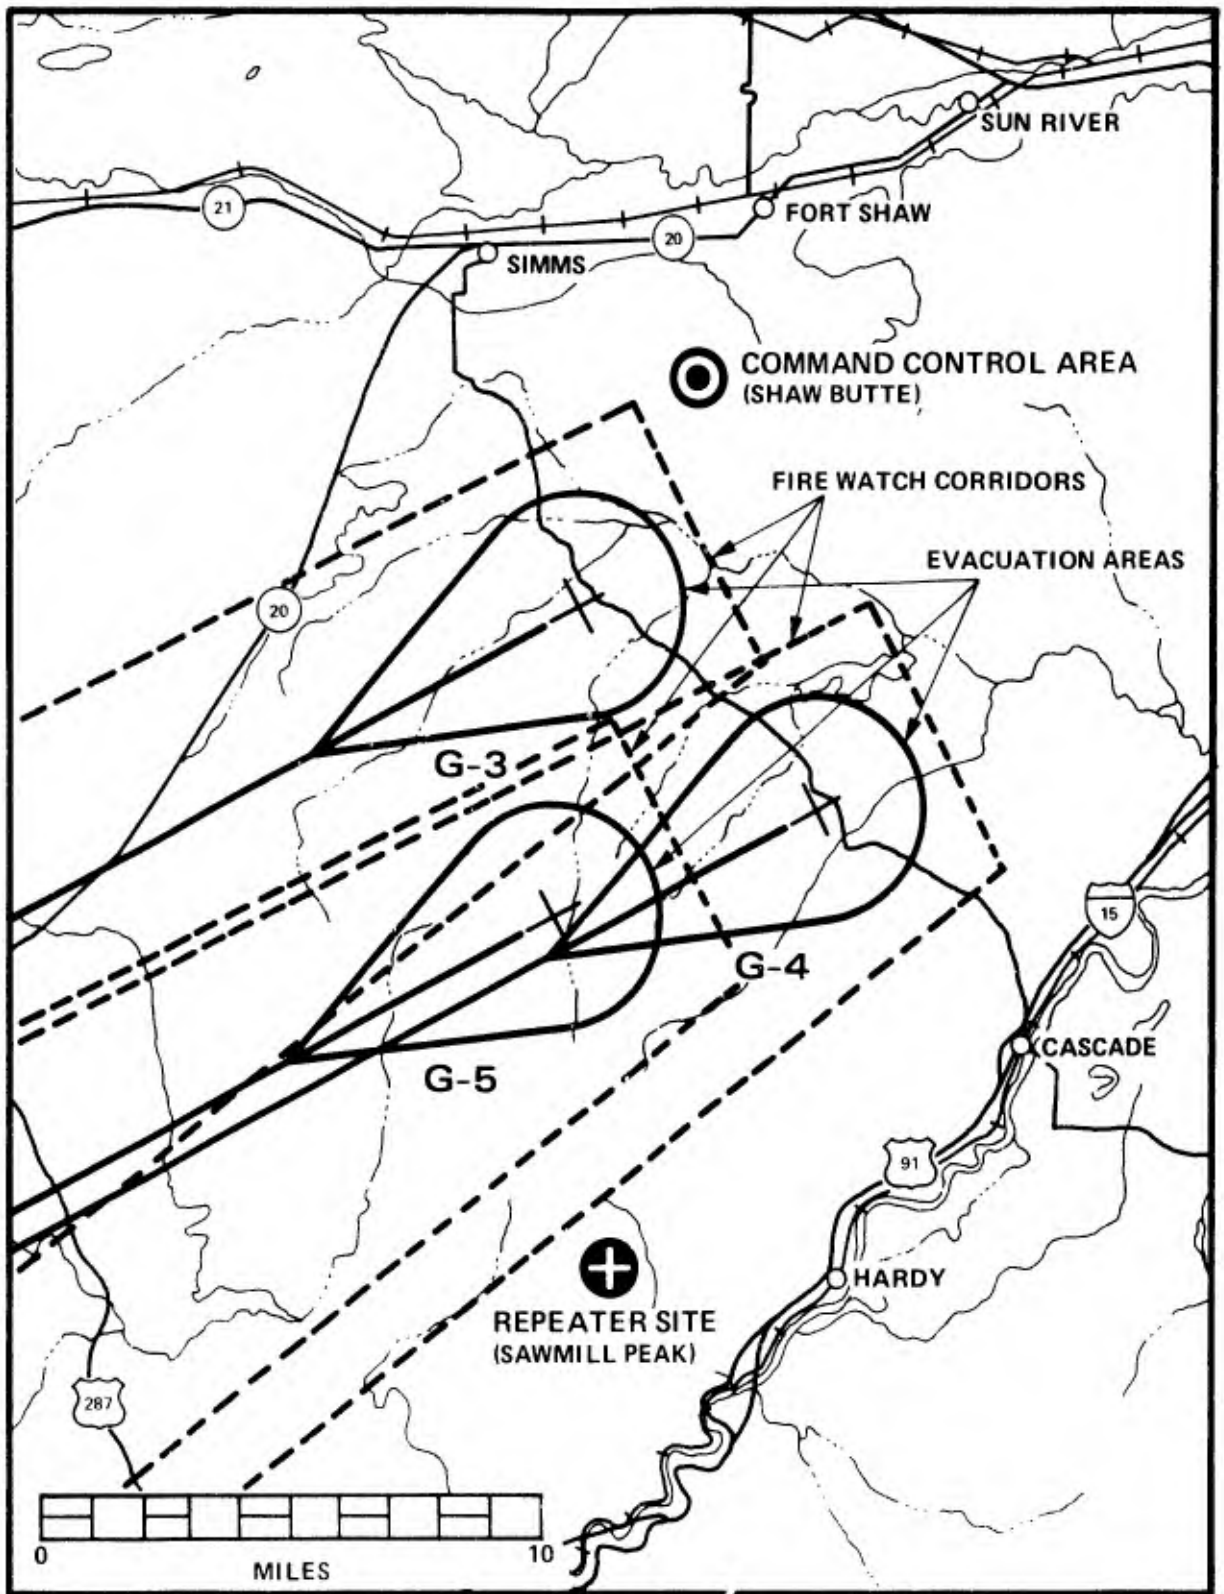 SUN RIVER
21
FORT SHAW
20
SIMMS
COMMAND CONTROL AREA
(SHAW BUTTE)
FIRE WATCH CORRIDORS
EVACUATION AREAS
20
G-3
15
G-4
CASCADE
G-5
91
HARDY
REPEATER SITE
(SAWMILL PEAK)
287
0
10
MILES